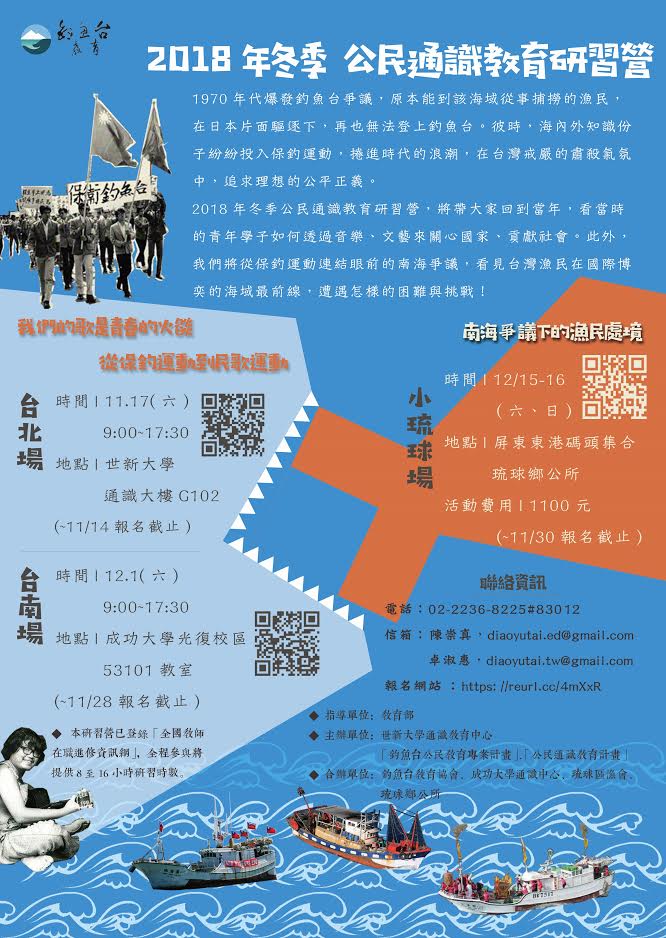 釣魚台
教育
2018 年冬季 公民通識教育研習營
1970 年代爆發釣魚台爭議，原本能到該海域從事捕撈的漁民，
在日本片面驅逐下，再也無法登上釣魚台。彼時，海內外知識份
子紛紛投入保釣運動，捲進時代的浪潮，在台灣戒嚴的肅殺氣氛
中，追求理想的公平正義。
2018 年冬季公民通識教育研習營，將帶大家回到當年，看當時
的青年學子如何透過音樂、文藝來關心國家、貢獻社會。此外，
我們將從保釣運動連結眼前的南海爭議，看見台灣漁民在國際博
奕的海域最前線，遭遇怎樣的困難與挑戰！
保衛釣魚台
我們的歌是青春的火燄
從保釣運動到民歌運動
台北場
時間 | 11.17( 六 )
9:00~17:30
地點 | 世新大學
通識大樓 G102
(~11/14 報名截止 )
台南場
時間 | 12.1( 六 )
9:00~17:30
地點 | 成功大學光復校區
53101 教室
(~11/28 報名截止 )
南海爭議下的漁民處境
小琉球場
時間 | 12/15-16
( 六、日 )
地點 | 屏東東港碼頭集合
琉球鄉公所
活動費用 | 1100 元
(~11/30 報名截止 )
聯絡資訊
電話：02-2236-8225#83012
信箱： 陳崇真，diaoyutai.ed@gmail.com
卓淑惠，diaoyutai.tw@gmail.com
報名網站 ：https: //reurl.cc/4mXxR
◆ 本研習營已登錄「全國教師
在職進修資訊網」，全程參與將
提供 8 至 16 小時研習時數。
◆ 指導單位：教育部
◆ 主辦單位：世新大學通識教育中心
「釣魚台公民教育專案計畫」、「公民通識教育計畫」
◆ 合辦單位：釣魚台教育協會、成功大學通識中心、琉球區漁會、
琉球鄉公所